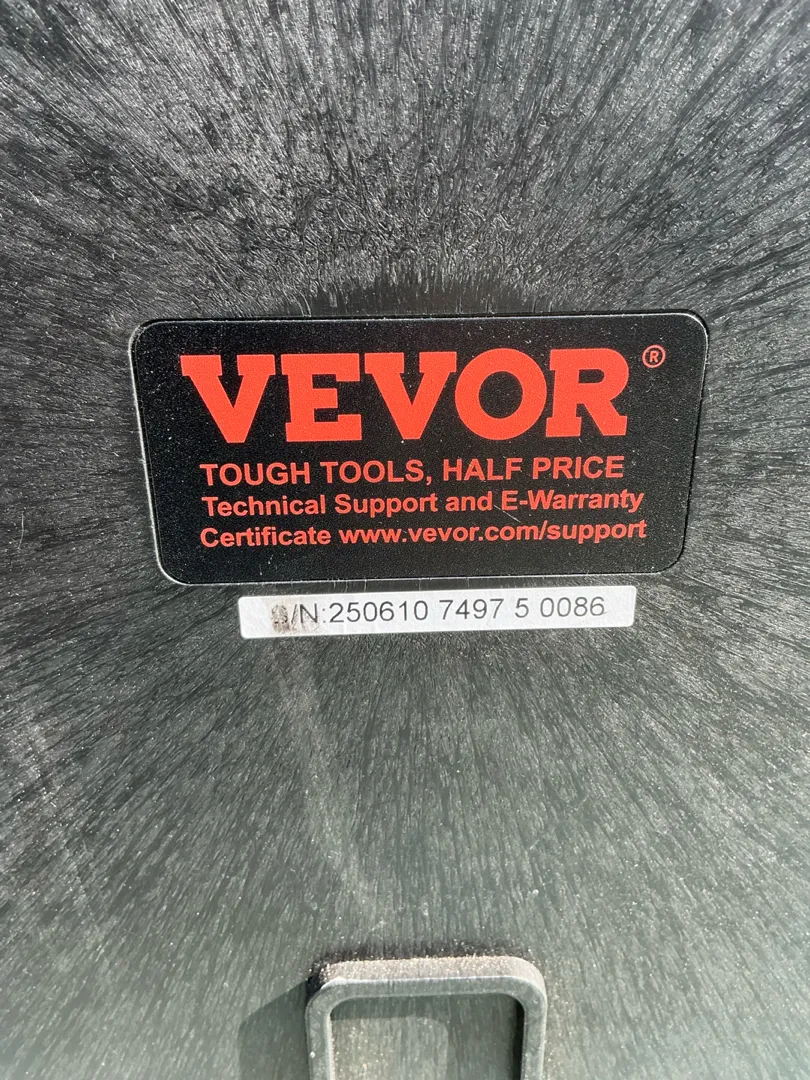 VEVOR®
TOUGH TOOLS, HALF PRICE
Technical Support and E-Warranty
Certificate www.vevor.com/support
S/N:250610 7497 5 0086